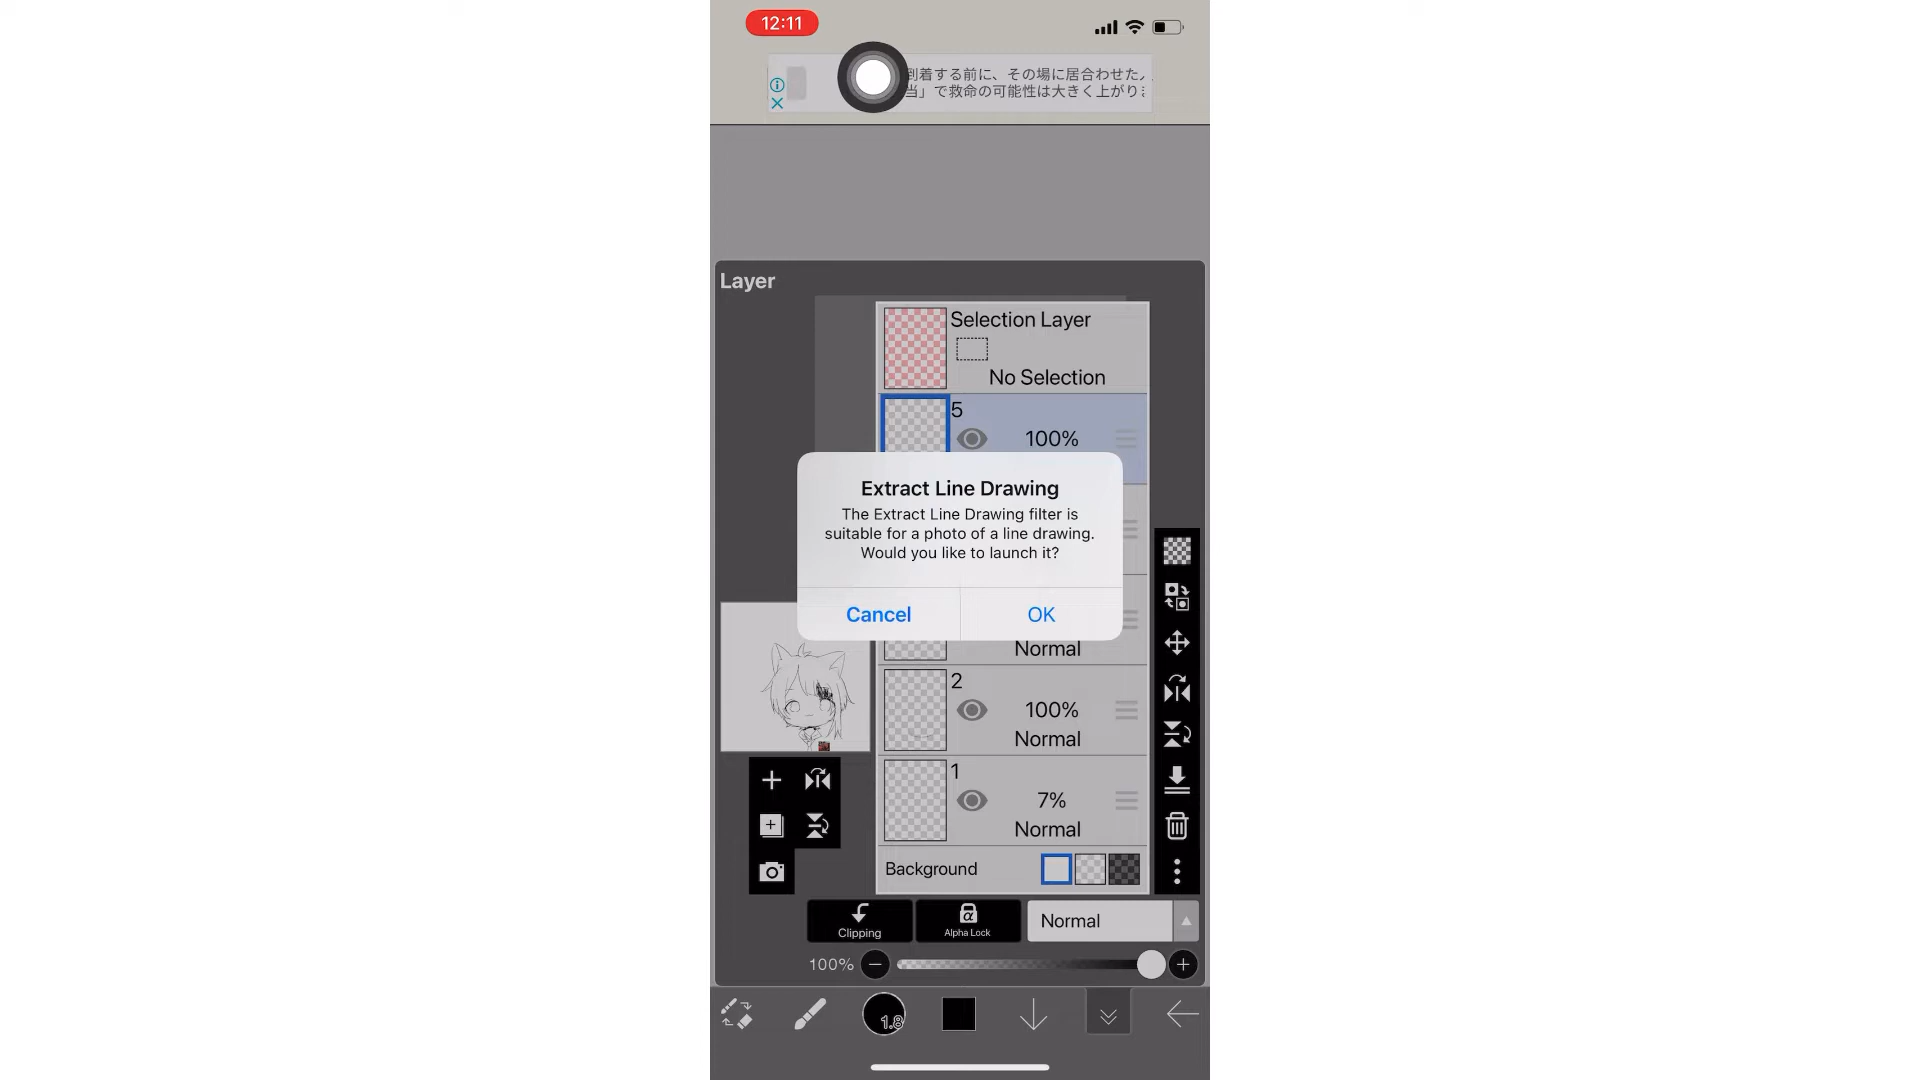 12:11
到着する前に、その場に居合わせた
当」で救命の可能性は大きく上がり
Layer
Selection Layer
No Selection
5
100%
Extract Line Drawing
The Extract Line Drawing filter is
suitable for a photo of a line drawing.
Would you like to launch it?
Cancel
OK
Normal
2
100%
Normal
1
7%
Normal
Background
Clipping
α
Alpha Lock
Normal
100%
1.8